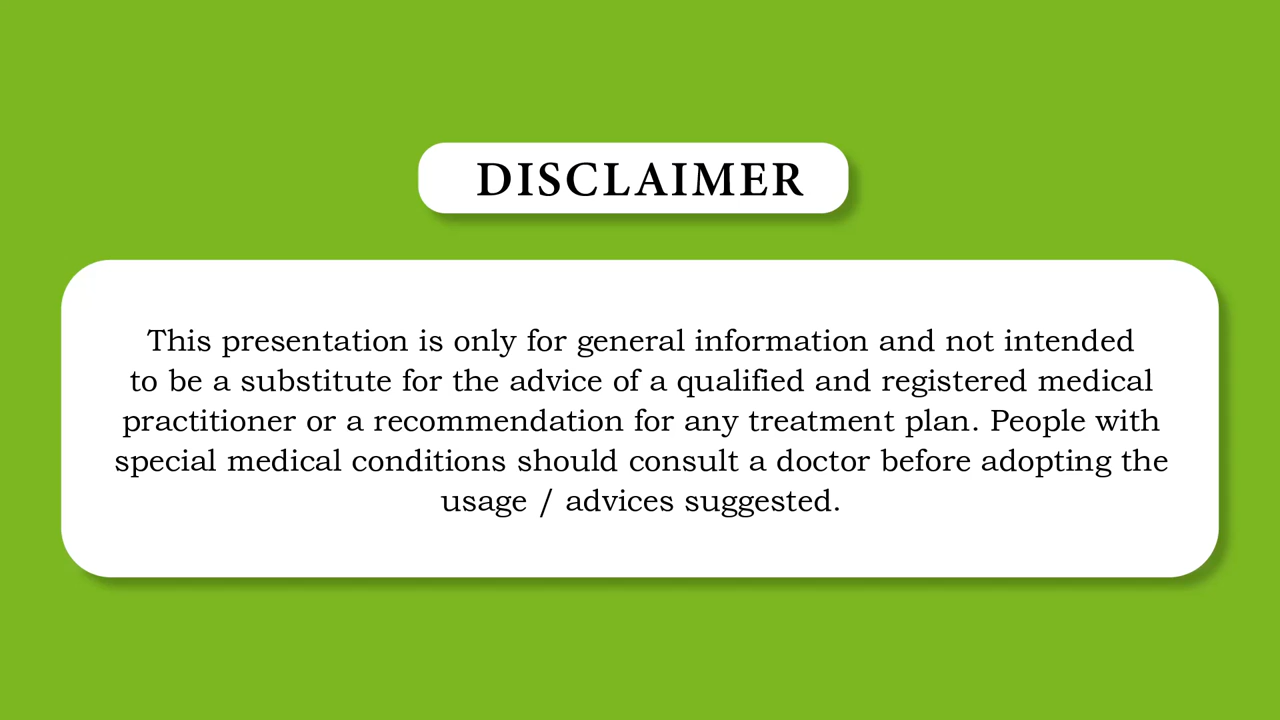 DISCLAIMER
This presentation is only for general information and not intended
to be a substitute for the advice of a qualified and registered medical
practitioner or a recommendation for any treatment plan. People with
special medical conditions should consult a doctor before adopting the
usage / advices suggested.